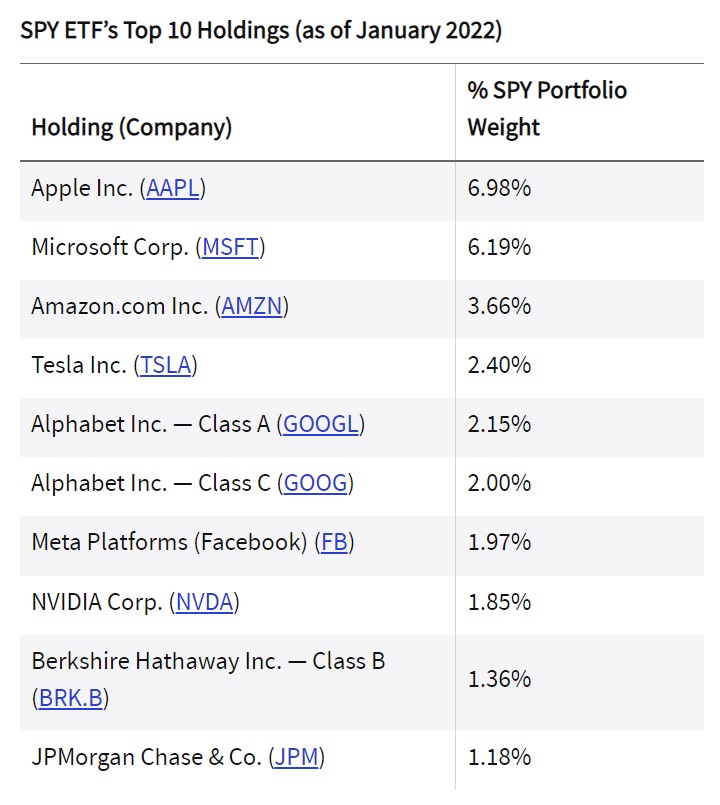 SPY ETF’s Top 10 Holdings (as of January 2022)
Holding (Company) % SPY Portfolio Weight
Apple Inc. (AAPL) 6.98%
Microsoft Corp. (MSFT) 6.19%
Amazon.com Inc. (AMZN) 3.66%
Tesla Inc. (TSLA) 2.40%
Alphabet Inc. — Class A (GOOGL) 2.15%
Alphabet Inc. — Class C (GOOG) 2.00%
Meta Platforms (Facebook) (FB) 1.97%
NVIDIA Corp. (NVDA) 1.85%
Berkshire Hathaway Inc. — Class B
(BRK.B) 1.36%
JPMorgan Chase & Co. (JPM) 1.18%